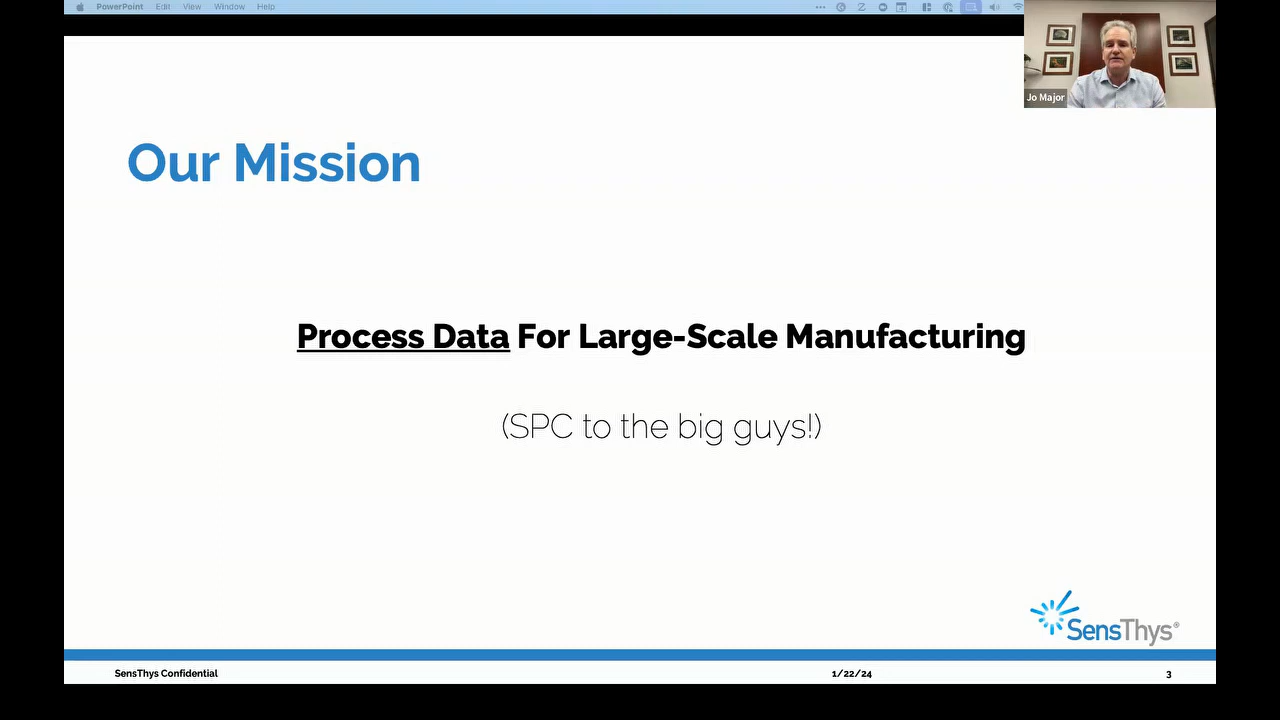 PowerPoint Edit View Window Help
Jo Major
Our Mission
Process Data For Large-Scale Manufacturing
(SPC to the big guys!)
SensThys®
SensThys Confidential 1/22/24 3